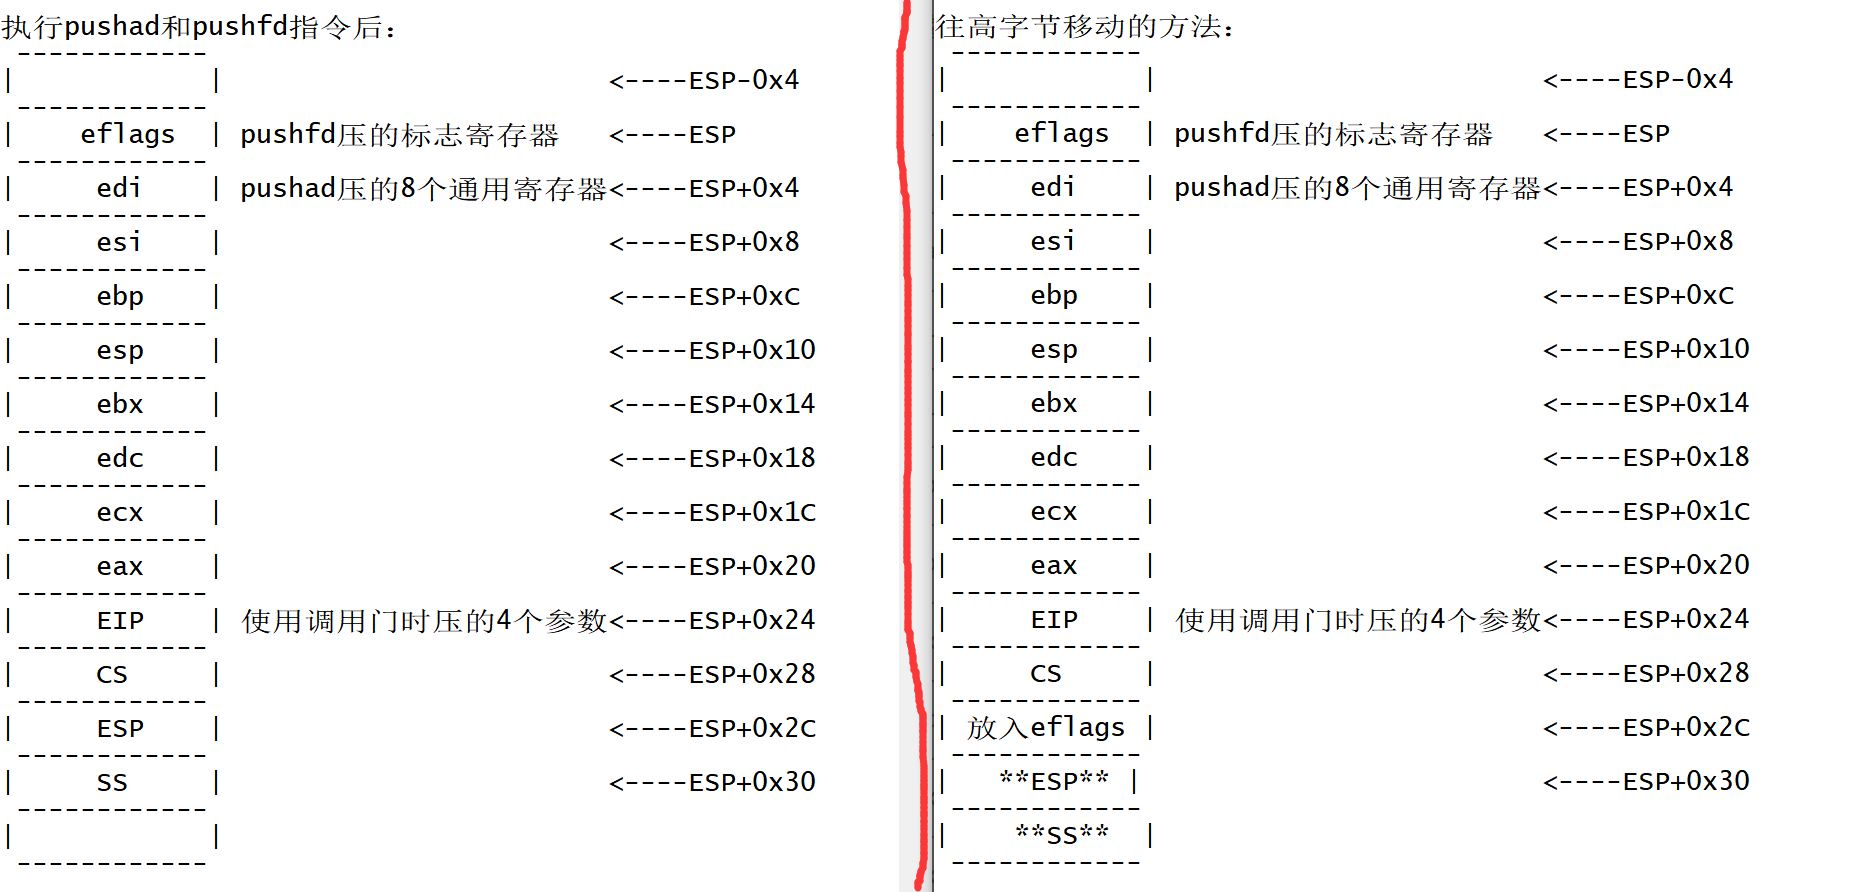 执行pushad和pushfd指令后：
------------
|            |                         <----ESP-0x4
------------
|    eflags  | pushfd压的标志寄存器   <----ESP
------------
|     edi    | pushad压的8个通用寄存器<----ESP+0x4
------------
|     esi    |                         <----ESP+0x8
------------
|     ebp    |                         <----ESP+0xC
------------
|     esp    |                         <----ESP+0x10
------------
|     ebx    |                         <----ESP+0x14
------------
|     edc    |                         <----ESP+0x18
------------
|     ecx    |                         <----ESP+0x1C
------------
|     eax    |                         <----ESP+0x20
------------
|     EIP    | 使用调用门时压的4个参数<----ESP+0x24
------------
|     CS     |                         <----ESP+0x28
------------
|     ESP    |                         <----ESP+0x2C
------------
|     SS     |                         <----ESP+0x30
------------
|            |
------------
往高字节移动的方法：
------------
|            |                         <----ESP-0x4
------------
|    eflags  | pushfd压的标志寄存器   <----ESP
------------
|     edi    | pushad压的8个通用寄存器<----ESP+0x4
------------
|     esi    |                         <----ESP+0x8
------------
|     ebp    |                         <----ESP+0xC
------------
|     esp    |                         <----ESP+0x10
------------
|     ebx    |                         <----ESP+0x14
------------
|     edc    |                         <----ESP+0x18
------------
|     ecx    |                         <----ESP+0x1C
------------
|     eax    |                         <----ESP+0x20
------------
|     EIP    | 使用调用门时压的4个参数<----ESP+0x24
------------
|     CS     |                         <----ESP+0x28
------------
| 放入eflags |                         <----ESP+0x2C
------------
|   **ESP** |                          <----ESP+0x30
------------
|    **SS**  |
------------